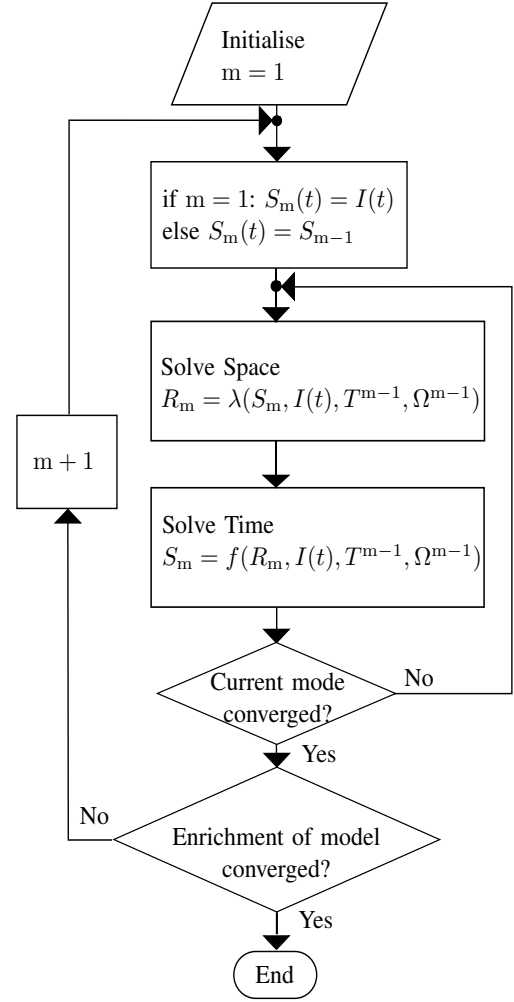 Initialise
m = 1
if m = 1: S_m(t) = I(t)
else S_m(t) = S_{m−1}
Solve Space
R_m = λ(S_m, I(t), T^{m−1}, Ω^{m−1})
m + 1
Solve Time
S_m = f(R_m, I(t), T^{m−1}, Ω^{m−1})
Current mode
converged?
No
Yes
No
Enrichment of model
converged?
Yes
End